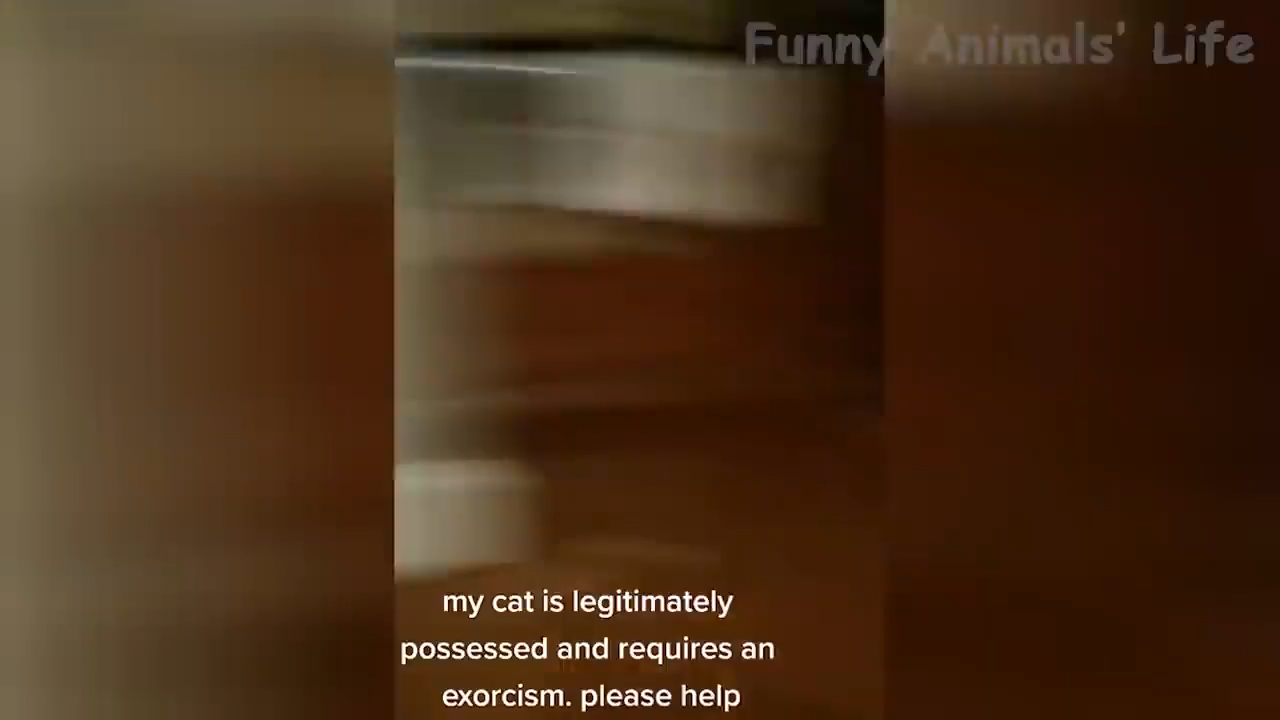 Funny Animals' Life
my cat is legitimately
possessed and requires an
exorcism. please help